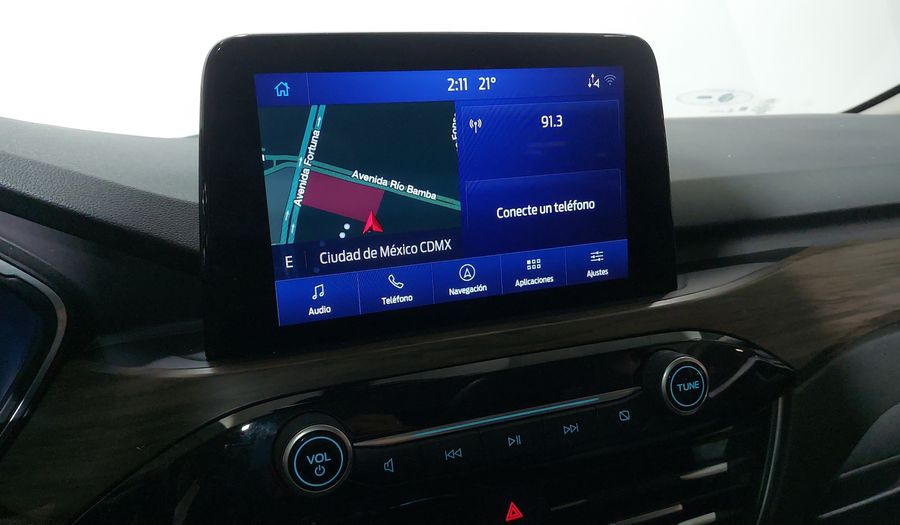 2:11 21°
91.3
Avenida Fortuna
Avenida Río Bamba
Conecte un teléfono
E Ciudad de México CDMX
Audio Teléfono Navegación Aplicaciones Ajustes
TUNE
VOL